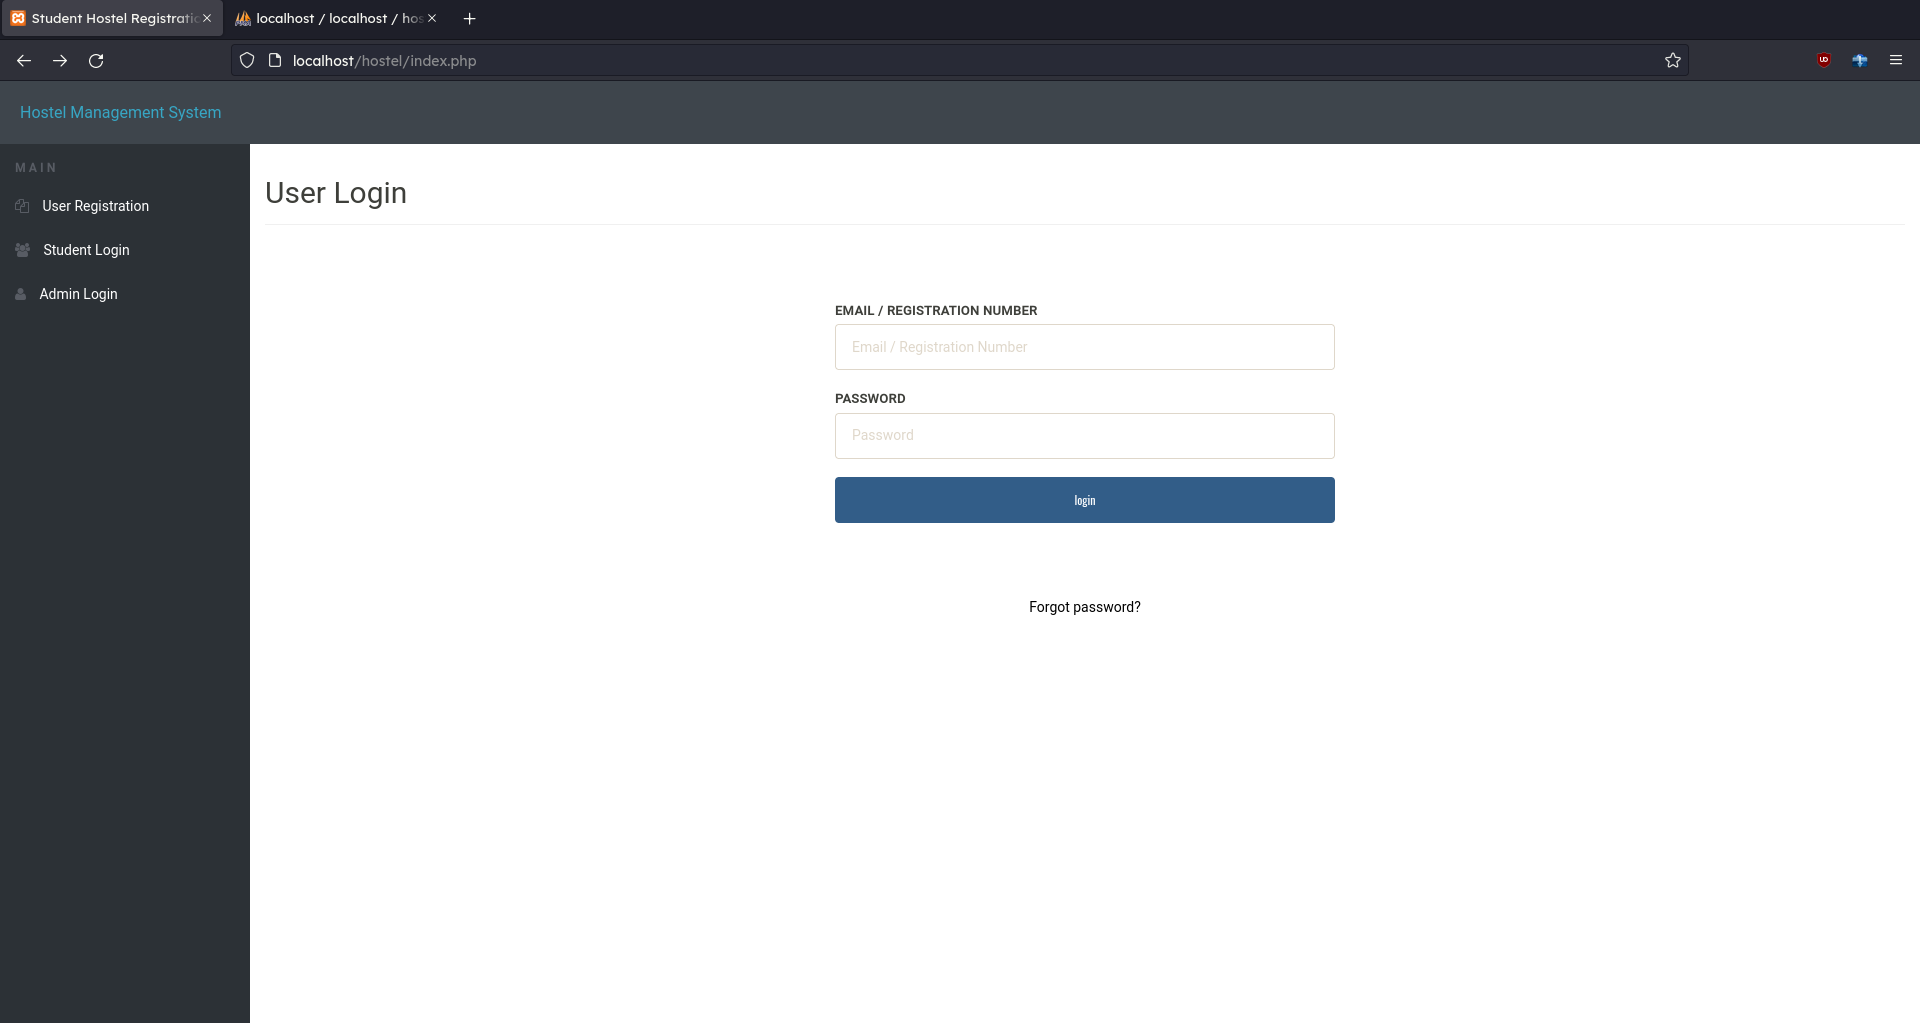 Student Hostel Registratic
localhost / localhost / hos
localhost/hostel/index.php
Hostel Management System
MAIN
User Registration
Student Login
Admin Login
User Login
EMAIL / REGISTRATION NUMBER
Email / Registration Number
PASSWORD
Password
login
Forgot password?